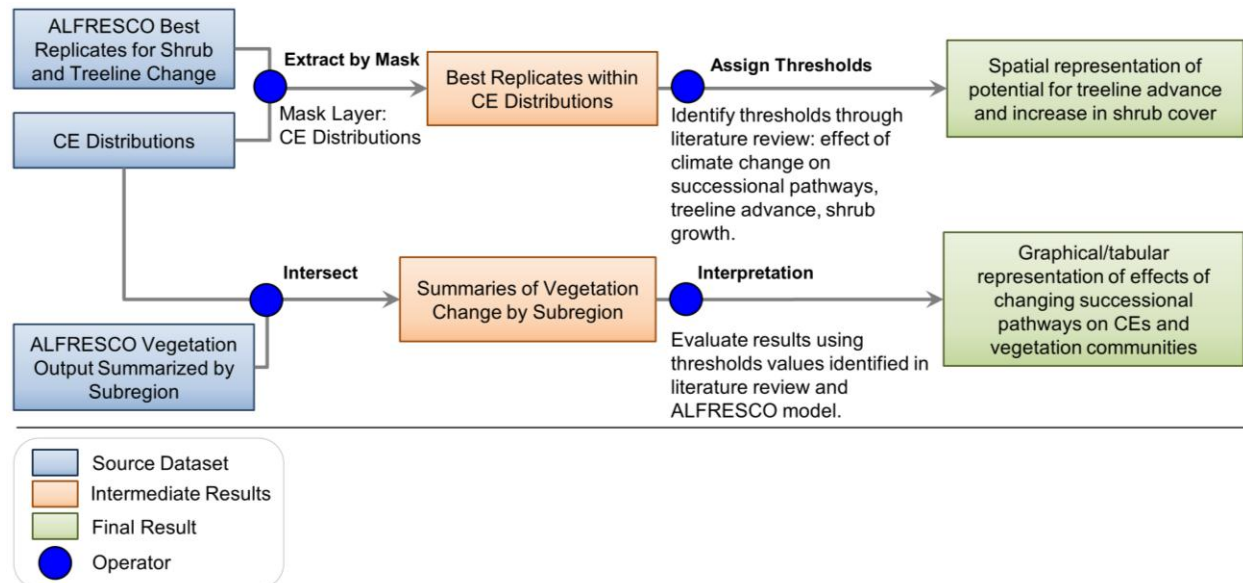 ALFRESCO Best
Replicates for Shrub
and Treeline Change
CE Distributions
Extract by Mask
Mask Layer:
CE Distributions
Best Replicates within
CE Distributions
Assign Thresholds
Identify thresholds through
literature review: effect of
climate change on
successional pathways,
treeline advance, shrub
growth.
Spatial representation of
potential for treeline advance
and increase in shrub cover
ALFRESCO Vegetation
Output Summarized by
Subregion
Intersect
Summaries of Vegetation
Change by Subregion
Interpretation
Evaluate results using
thresholds values identified in
literature review and
ALFRESCO model.
Graphical/tabular
representation of effects of
changing successional
pathways on CEs and
vegetation communities
Source Dataset
Intermediate Results
Final Result
Operator